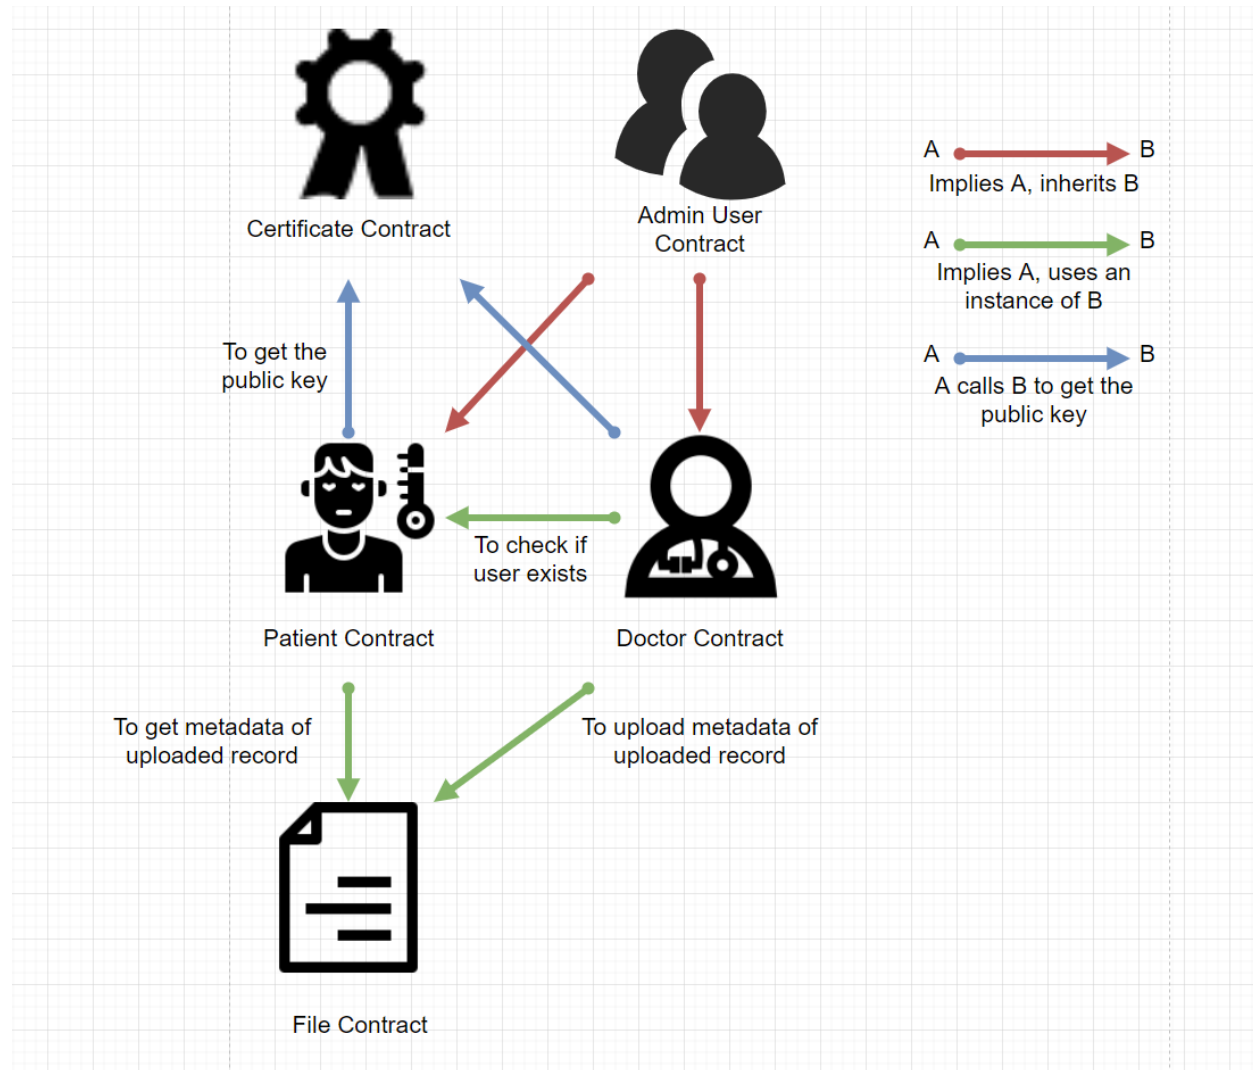 Certificate Contract
Admin User
Contract
A
B
Implies A, inherits B
A
B
Implies A, uses an
instance of B
A
B
A calls B to get the
public key
To get the
public key
To check if
user exists
Patient Contract
Doctor Contract
To get metadata of
uploaded record
To upload metadata of
uploaded record
File Contract